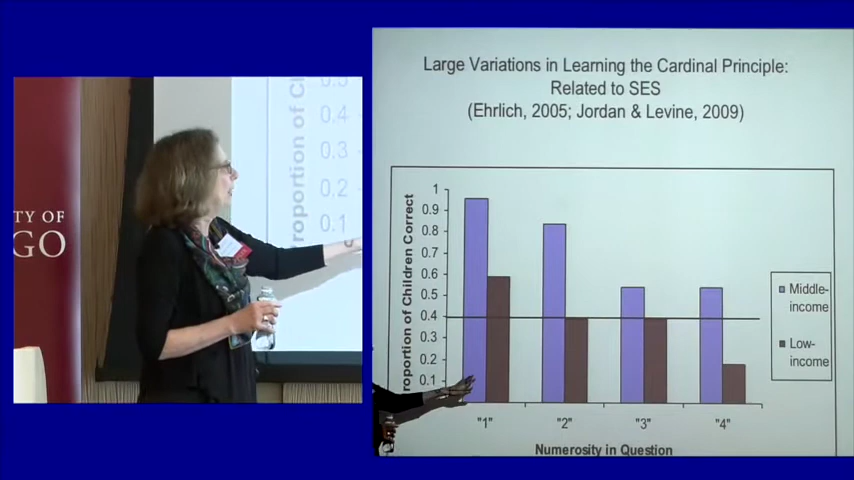 TY OF
GO
0.5
0.4
0.3
0.2
0.1
roportion of C
Large Variations in Learning the Cardinal Principle:
Related to SES
(Ehrlich, 2005; Jordan & Levine, 2009)
roportion of Children Correct
1
0.9
0.8
0.7
0.6
0.5
0.4
0.3
0.2
0.1
"1" "2" "3" "4"
Numerosity in Question
Middle-
income
Low-
income